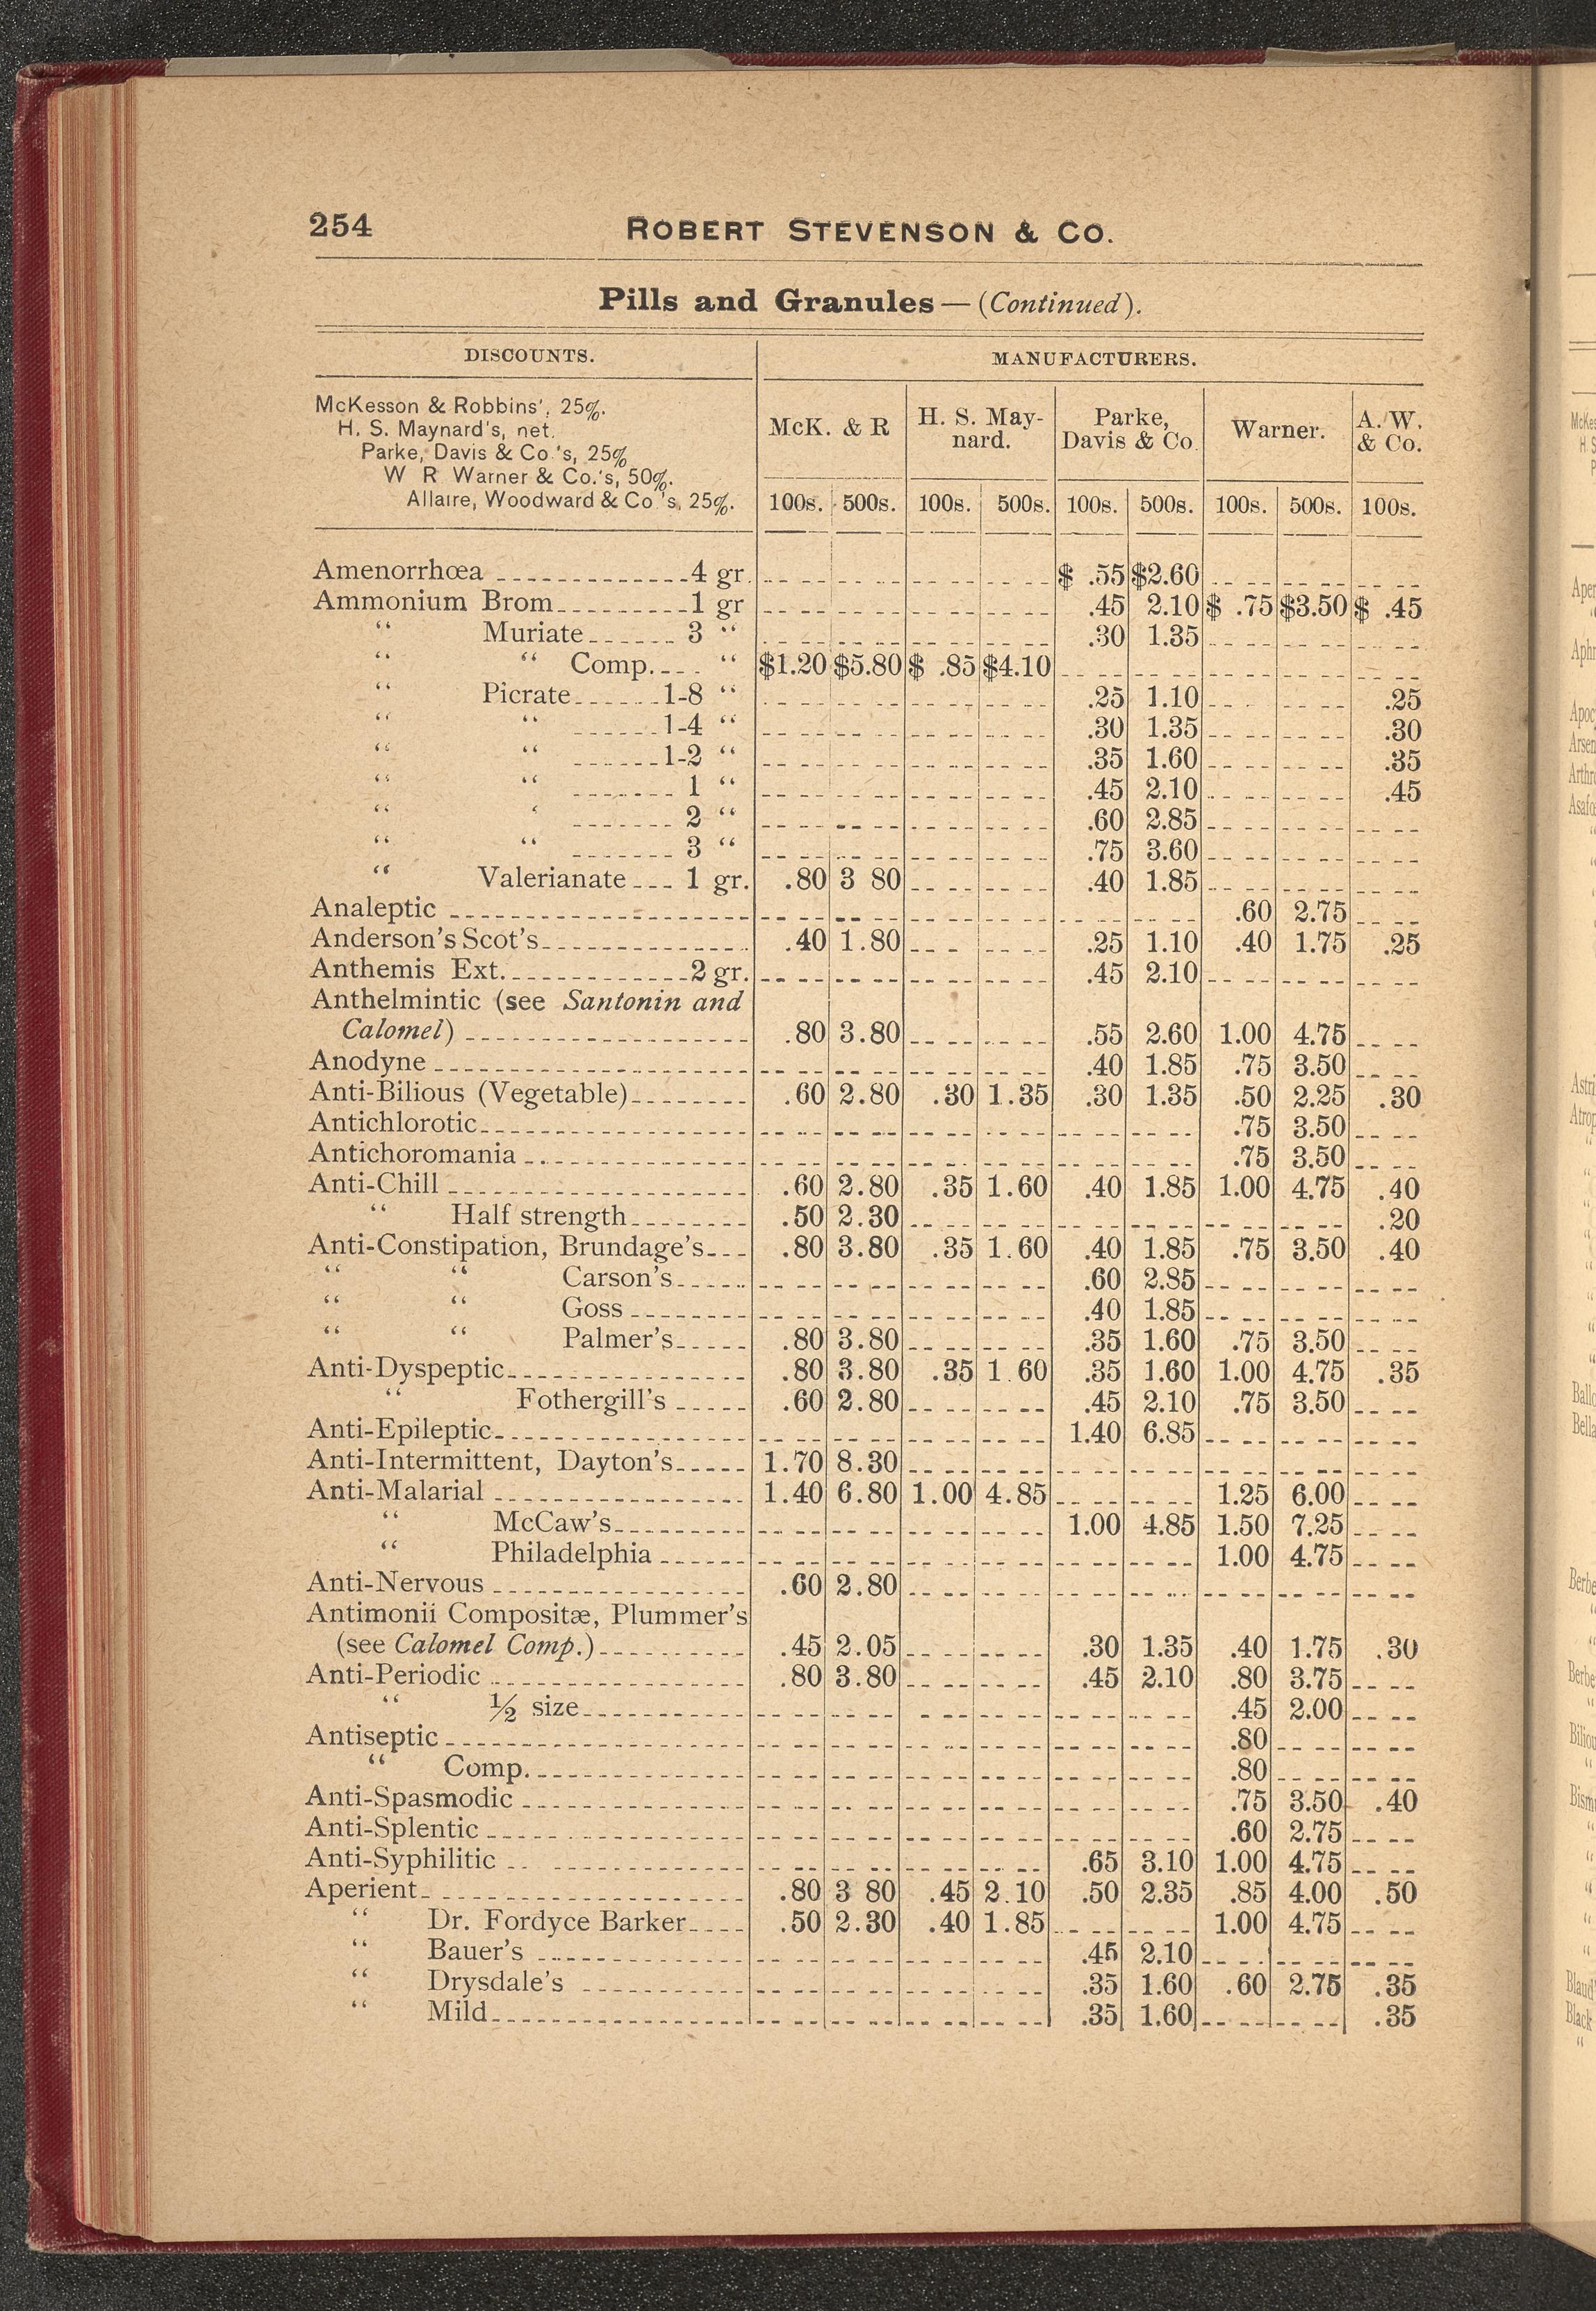 254 ROBERT STEVENSON & CO.
Pills and Granules — (Continued).
DISCOUNTS. MANUFACTURERS.
McKesson & Robbins', 25%.
H. S. Maynard's, net.
Parke, Davis & Co.'s, 25%
W R Warner & Co.'s, 50%.
Allaire, Woodward & Co.'s, 25%.
McK. & R H. S. May-nard. Parke, Davis & Co. Warner. A. W. & Co.
100s. 500s. 100s. 500s. 100s. 500s. 100s. 500s. 100s.
Amenorrhœa 4 gr. $ .55 $2.60
Ammonium Brom. 1 gr .45 2.10 $ .75 $3.50 $ .45
“ Muriate 3 “ .30 1.35
“ “ Comp. “ $1.20 $5.80 $ .85 $4.10
“ Picrate 1-8 “ .25 1.10 .25
“ “ 1-4 “ .30 1.35 .30
“ “ 1-2 “ .35 1.60 .35
“ “ 1 “ .45 2.10 .45
“ ‘ 2 “ .60 2.85
“ “ 3 “ .75 3.60
“ Valerianate 1 gr. .80 3 80 .40 1.85
Analeptic .60 2.75
Anderson's Scot's .40 1.80 .25 1.10 .40 1.75 .25
Anthemis Ext. 2 gr. .45 2.10
Anthelmintic (see Santonin and
Calomel) .80 3.80 .55 2.60 1.00 4.75
Anodyne .40 1.85 .75 3.50
Anti-Bilious (Vegetable) .60 2.80 .30 1.35 .30 1.35 .50 2.25 .30
Antichlorotic .75 3.50
Antichoromania .75 3.50
Anti-Chill .60 2.80 .35 1.60 .40 1.85 1.00 4.75 .40
“ Half strength .50 2.30 .20
Anti-Constipation, Brundage's .80 3.80 .35 1.60 .40 1.85 .75 3.50 .40
“ “ Carson's .60 2.85
“ “ Goss .40 1.85
“ “ Palmer's .80 3.80 .35 1.60 .75 3.50
Anti-Dyspeptic .80 3.80 .35 1.60 .35 1.60 1.00 4.75 .35
“ Fothergill's .60 2.80 .45 2.10 .75 3.50
Anti-Epileptic 1.40 6.85
Anti-Intermittent, Dayton's 1.70 8.30
Anti-Malarial 1.40 6.80 1.00 4.85 1.25 6.00
“ McCaw's 1.00 4.85 1.50 7.25
“ Philadelphia 1.00 4.75
Anti-Nervous .60 2.80
Antimonii Compositæ, Plummer's
(see Calomel Comp.) .45 2.05 .30 1.35 .40 1.75 .30
Anti-Periodic .80 3.80 .45 2.10 .80 3.75
“ ½ size .45 2.00
Antiseptic .80
“ Comp. .80
Anti-Spasmodic .75 3.50 .40
Anti-Splentic .60 2.75
Anti-Syphilitic .65 3.10 1.00 4.75
Aperient .80 3 80 .45 2.10 .50 2.35 .85 4.00 .50
“ Dr. Fordyce Barker .50 2.30 .40 1.85 1.00 4.75
“ Bauer's .45 2.10
“ Drysdale's .35 1.60 .60 2.75 .35
“ Mild .35 1.60 .35